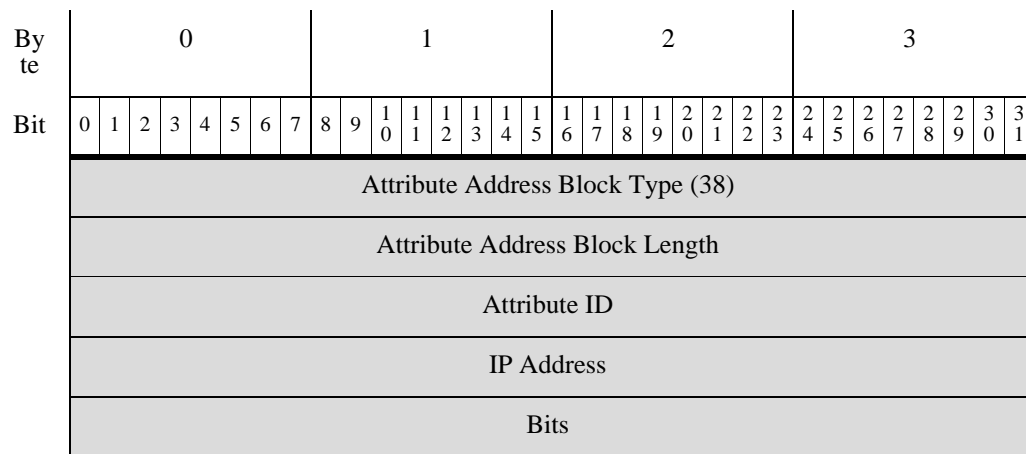 By
te
0 1 2 3
Bit 0 1 2 3 4 5 6 7 8 9 10 11 12 13 14 15 16 17 18 19 20 21 22 23 24 25 26 27 28 29 30 31
Attribute Address Block Type (38)
Attribute Address Block Length
Attribute ID
IP Address
Bits